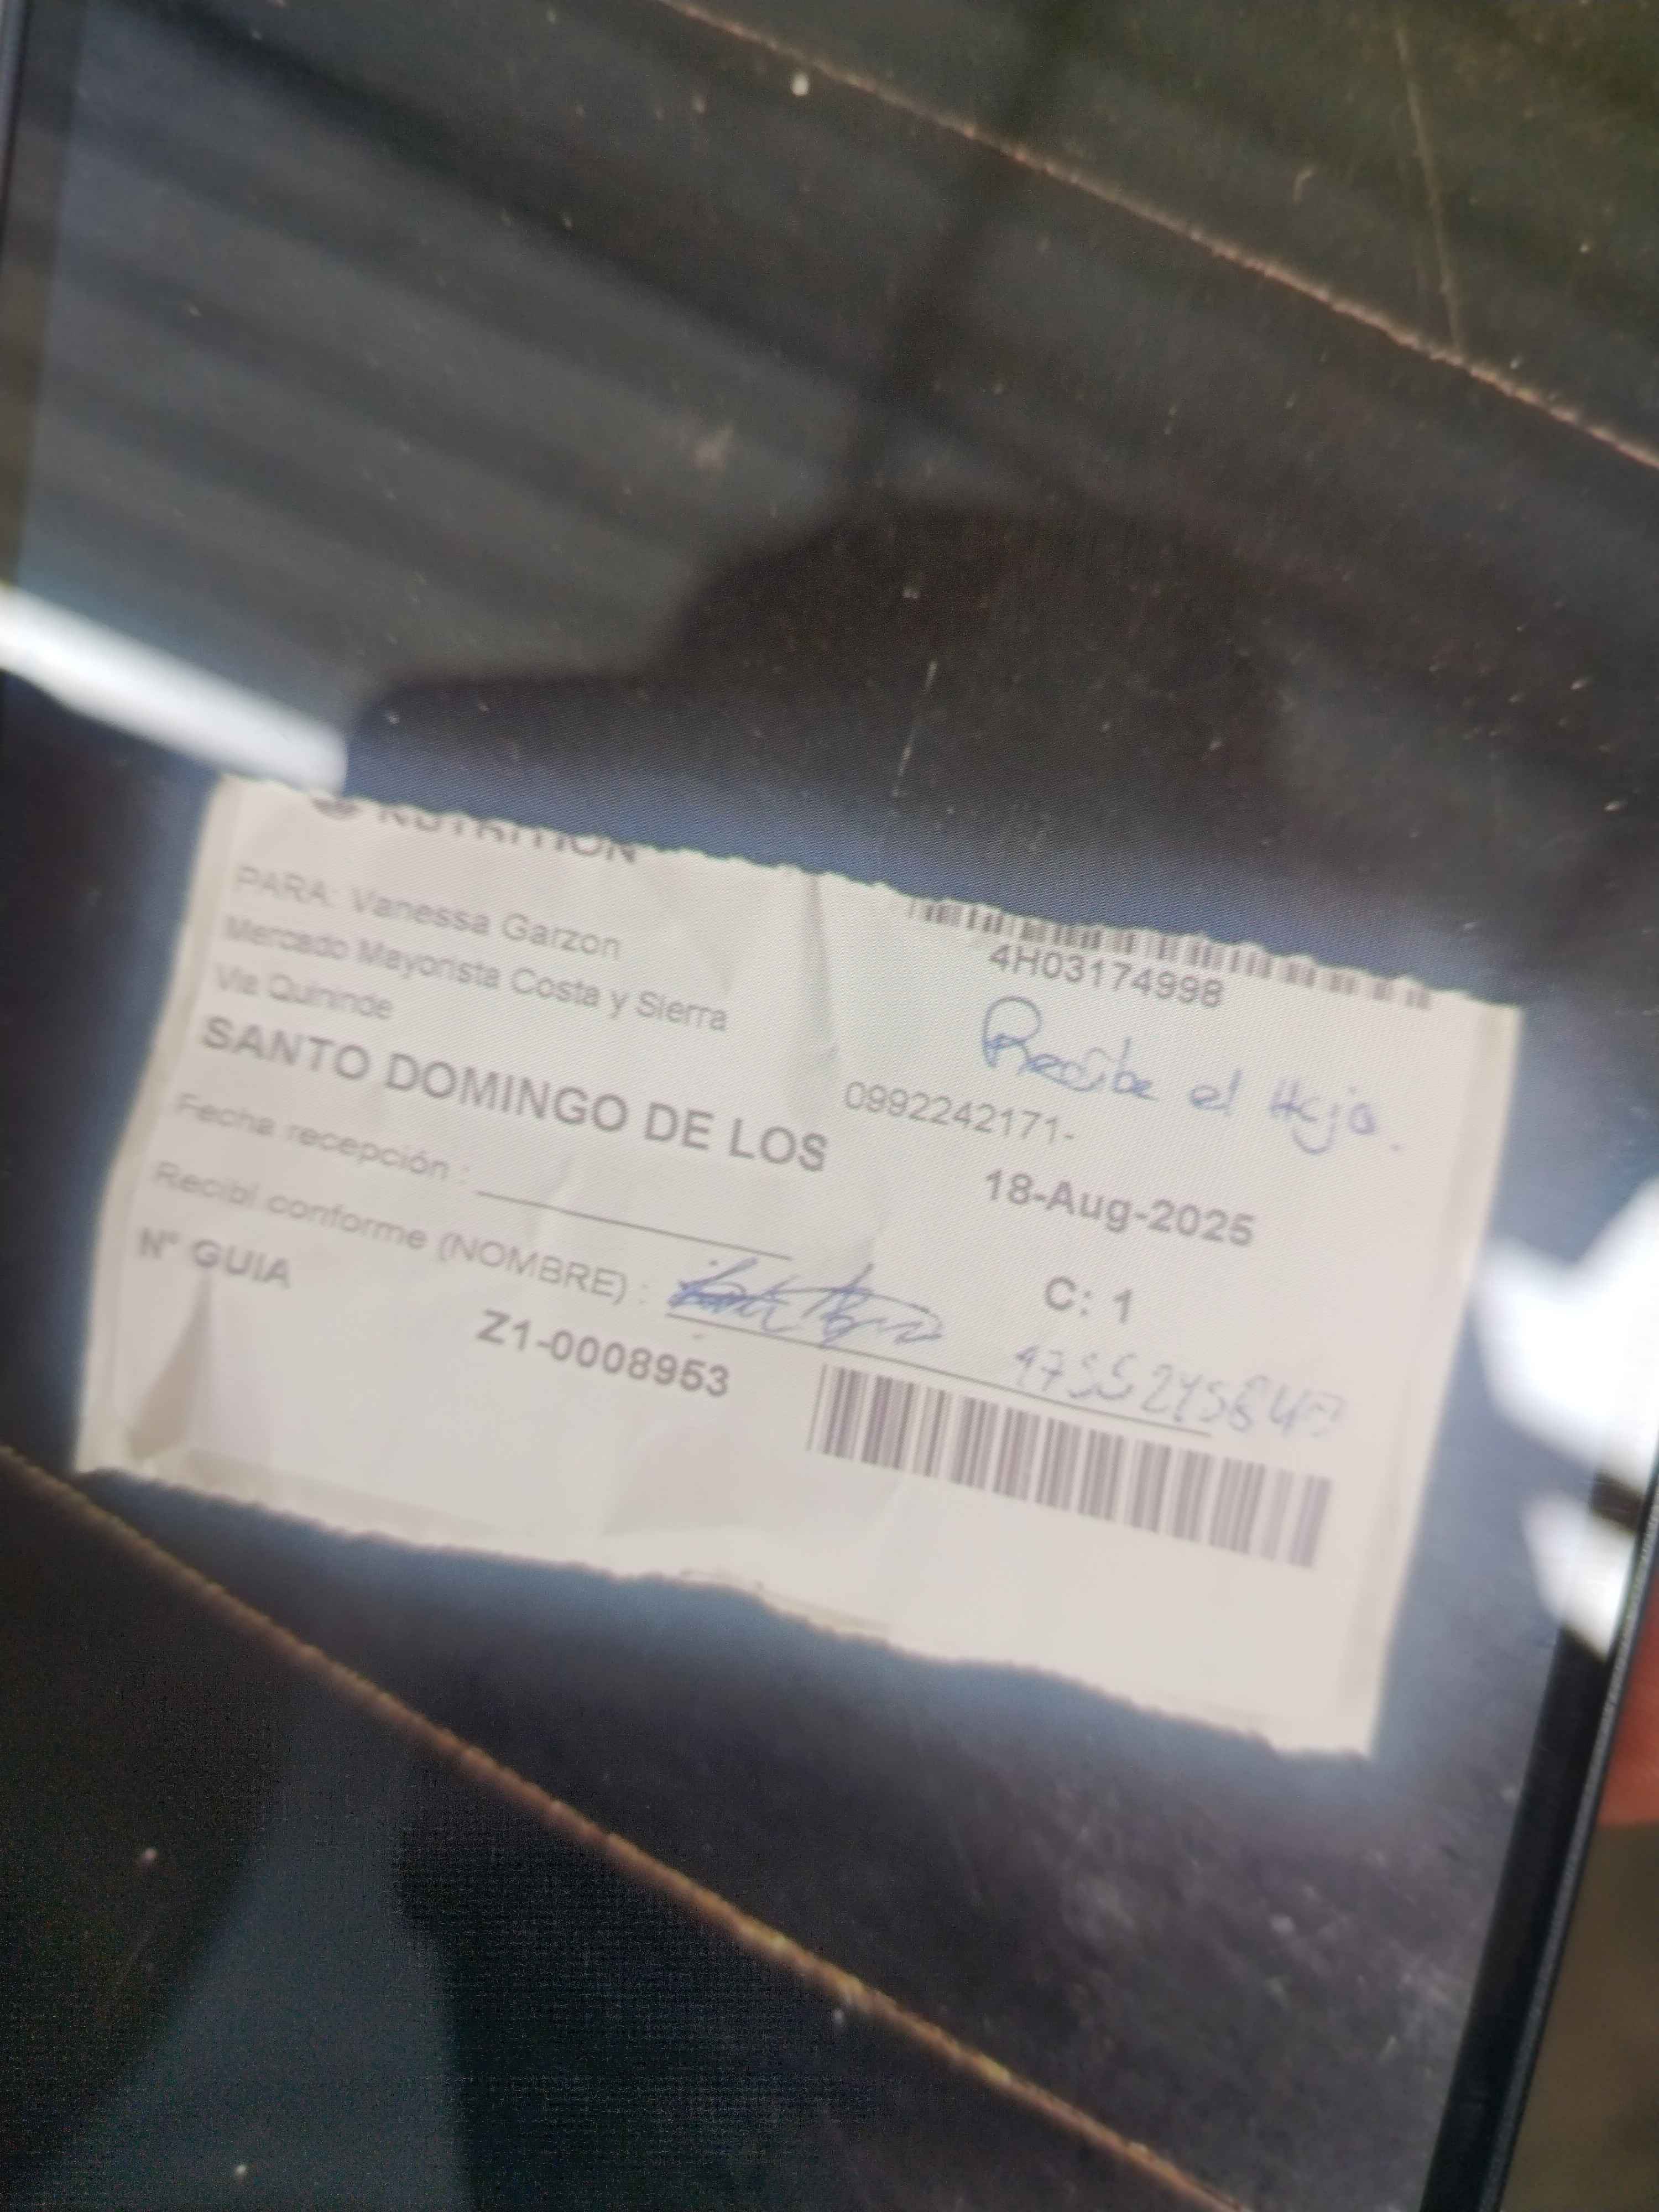 NUTRITION
4H03174998
PARA: Vanessa Garzon
Recibe el Hijo.
Mercado Mayorista Costa y Sierra
Via Quininde
0992242171-
SANTO DOMINGO DE LOS
18-Aug-2025
Fecha recepción :
C: 1
Recibí conforme (NOMBRE) :
N° GUIA
Z1-0008953